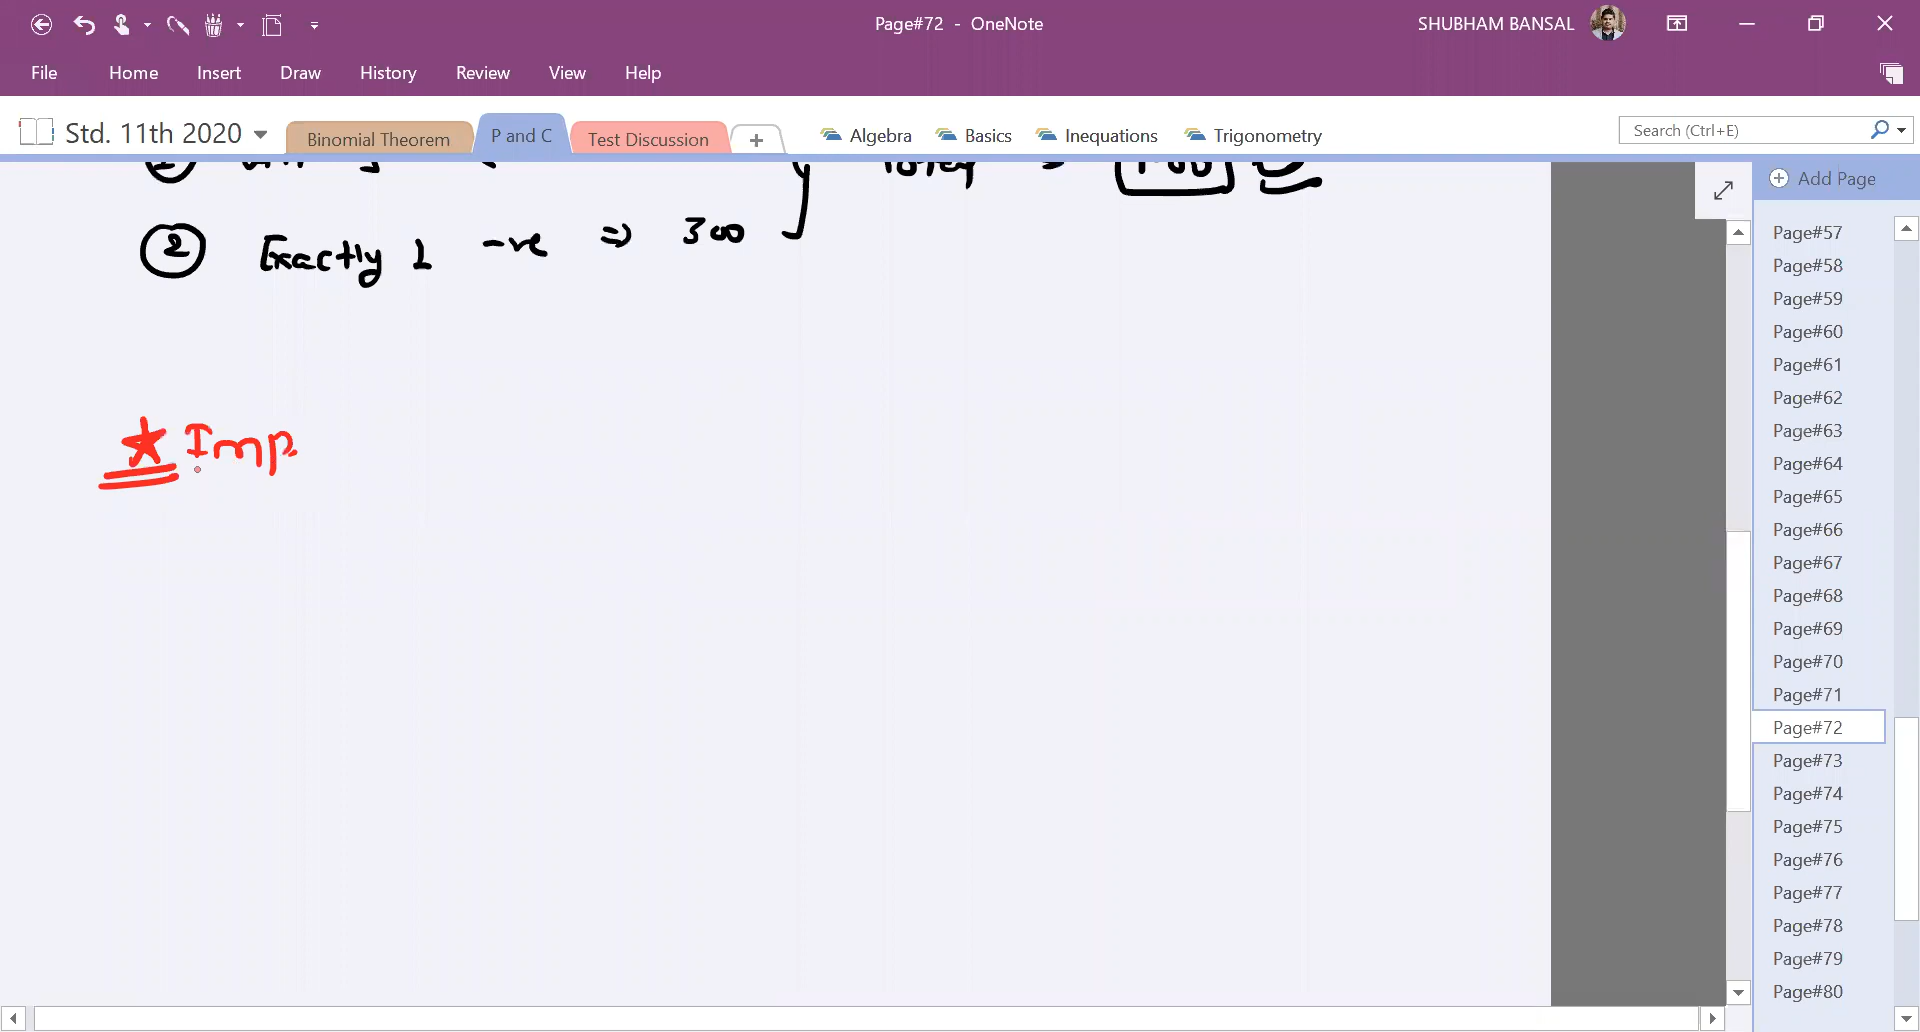 Page#72 - OneNote
SHUBHAM BANSAL
File Home Insert Draw History Review View Help
Std. 11th 2020
Binomial Theorem
P and C
Test Discussion
+
Algebra
Basics
Inequations
Trigonometry
Search (Ctrl+E)
Add Page
② Exactly 1 -ve ⇒ 300
★ Imp
Page#57
Page#58
Page#59
Page#60
Page#61
Page#62
Page#63
Page#64
Page#65
Page#66
Page#67
Page#68
Page#69
Page#70
Page#71
Page#72
Page#73
Page#74
Page#75
Page#76
Page#77
Page#78
Page#79
Page#80